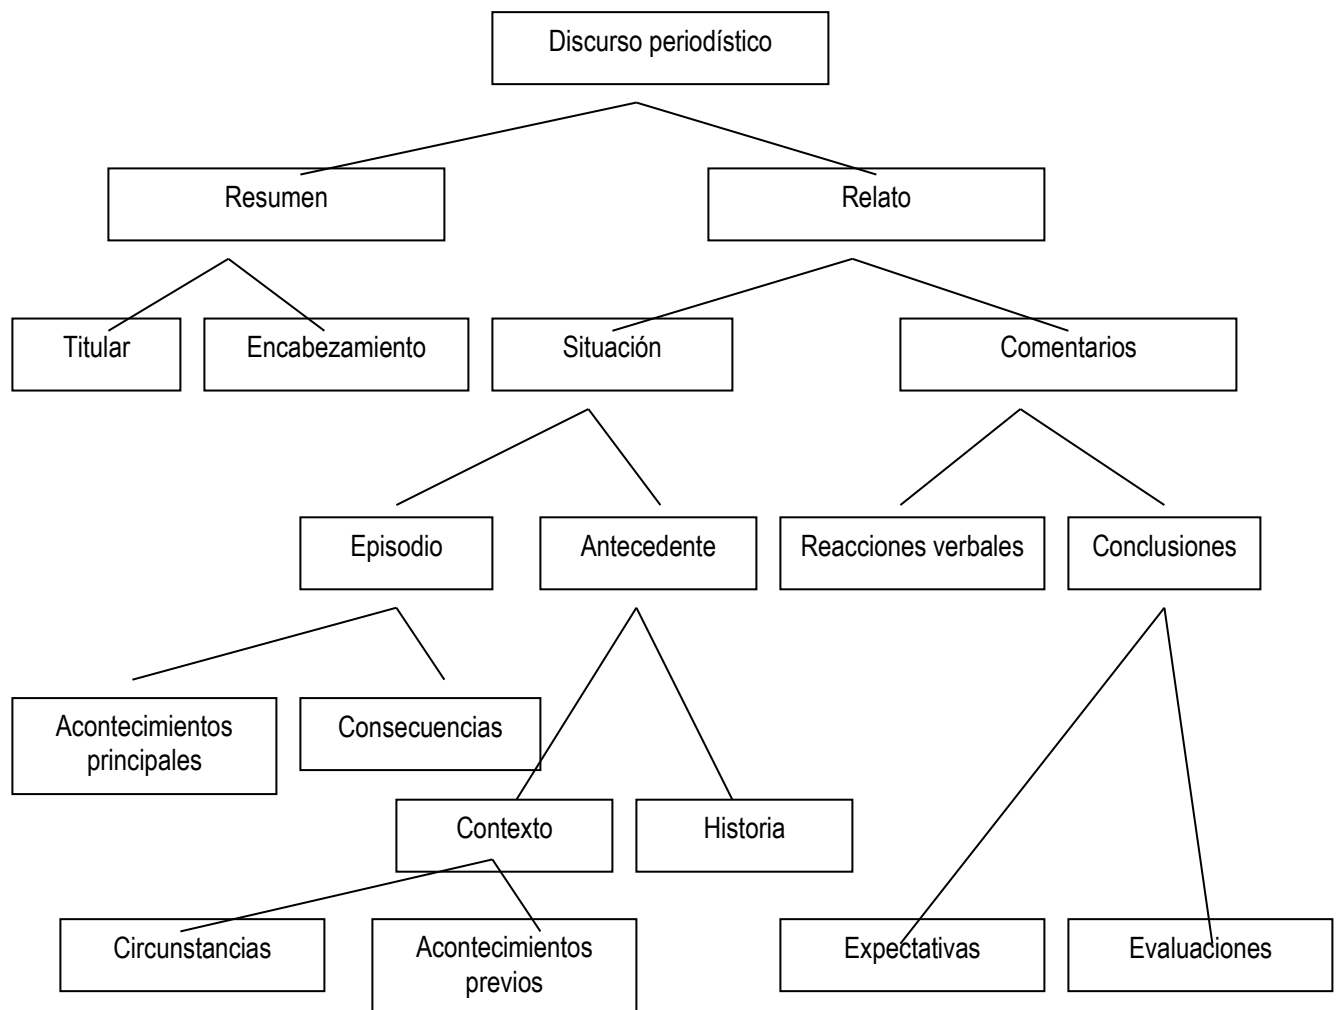 Discurso periodístico
Resumen
Relato
Titular
Encabezamiento
Situación
Comentarios
Episodio
Antecedente
Reacciones verbales
Conclusiones
Acontecimientos
principales
Consecuencias
Contexto
Historia
Circunstancias
Acontecimientos
previos
Expectativas
Evaluaciones